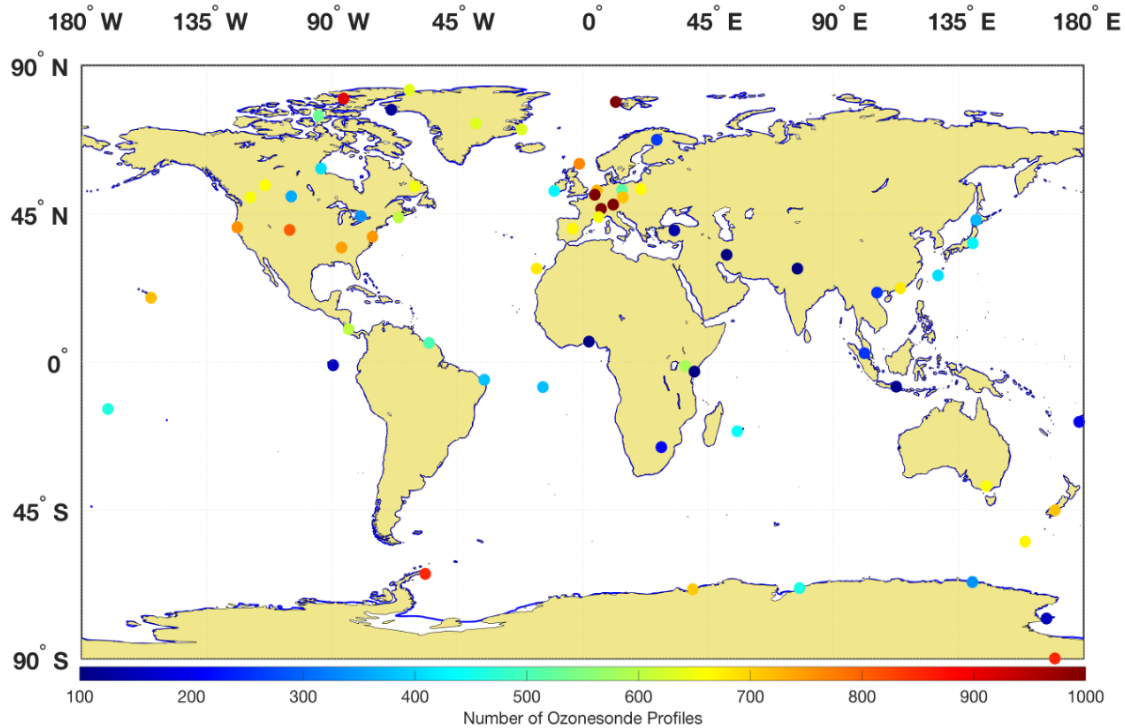 180° W 135° W 90° W 45° W 0° 45° E 90° E 135° E 180° E
90° N
45° N
0°
45° S
90° S
100 200 300 400 500 600 700 800 900 1000
Number of Ozonesonde Profiles